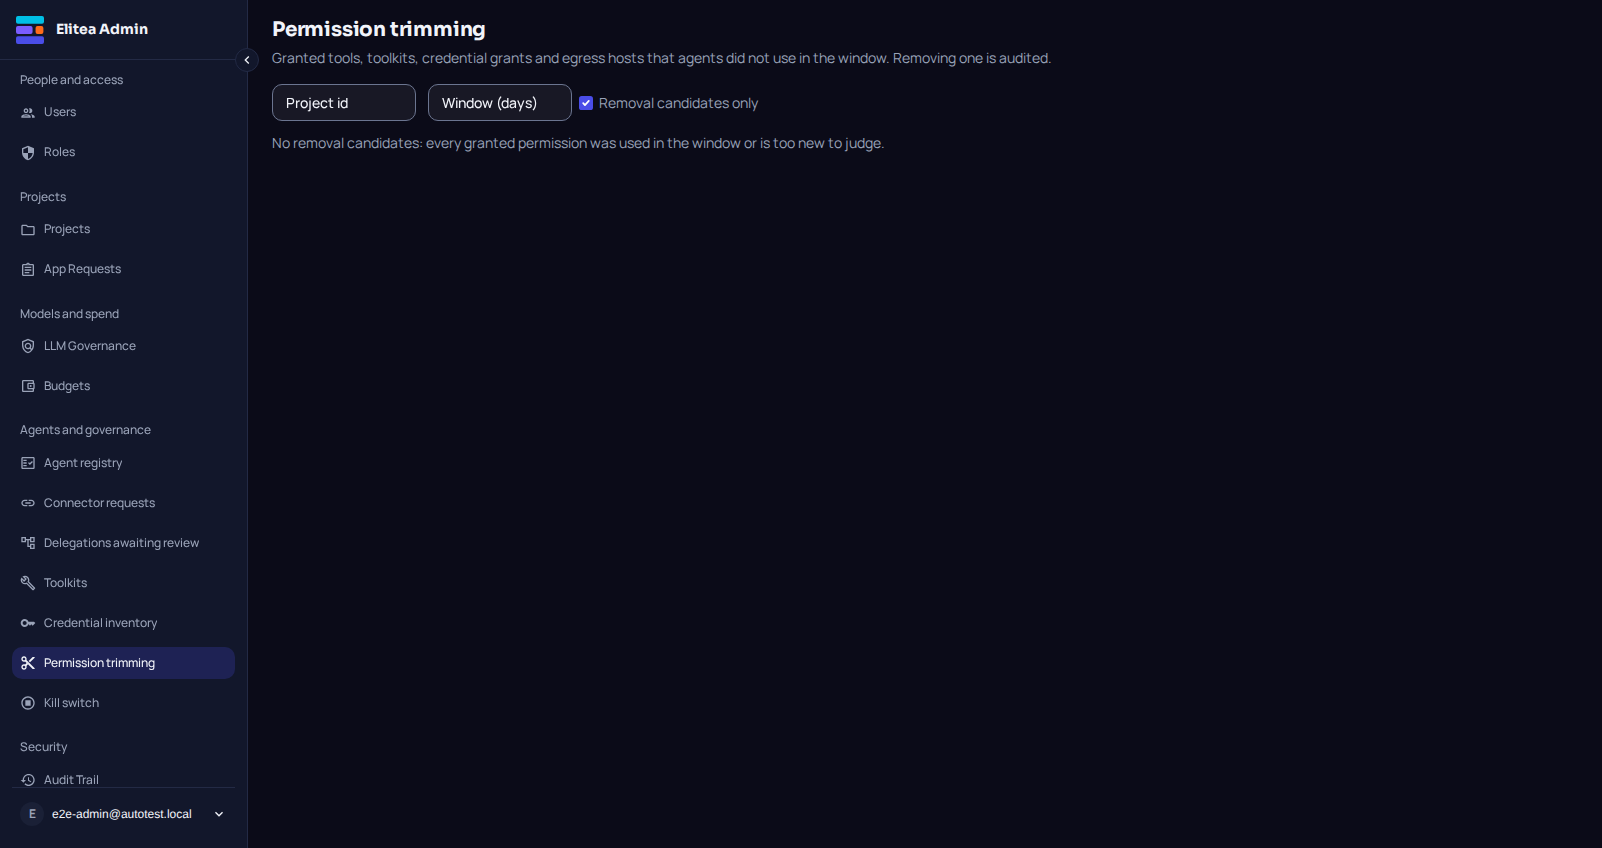 Elitea Admin
People and access
Users
Roles
Projects
Projects
App Requests
Models and spend
LLM Governance
Budgets
Agents and governance
Agent registry
Connector requests
Delegations awaiting review
Toolkits
Credential inventory
Permission trimming
Kill switch
Security
Audit Trail
E e2e-admin@autotest.local
Permission trimming
Granted tools, toolkits, credential grants and egress hosts that agents did not use in the window. Removing one is audited.
Project id Window (days) Removal candidates only
No removal candidates: every granted permission was used in the window or is too new to judge.